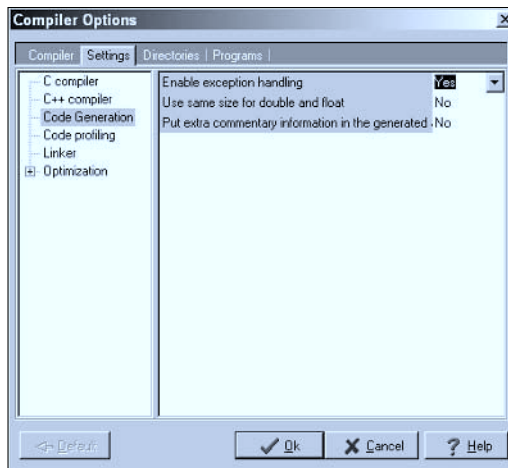 Compiler Options
Compiler Settings Directories Programs
C compiler
C++ compiler
Code Generation
Code profiling
Linker
Optimization
Enable exception handling Yes
Use same size for double and float No
Put extra commentary information in the generated No
Default Ok Cancel Help